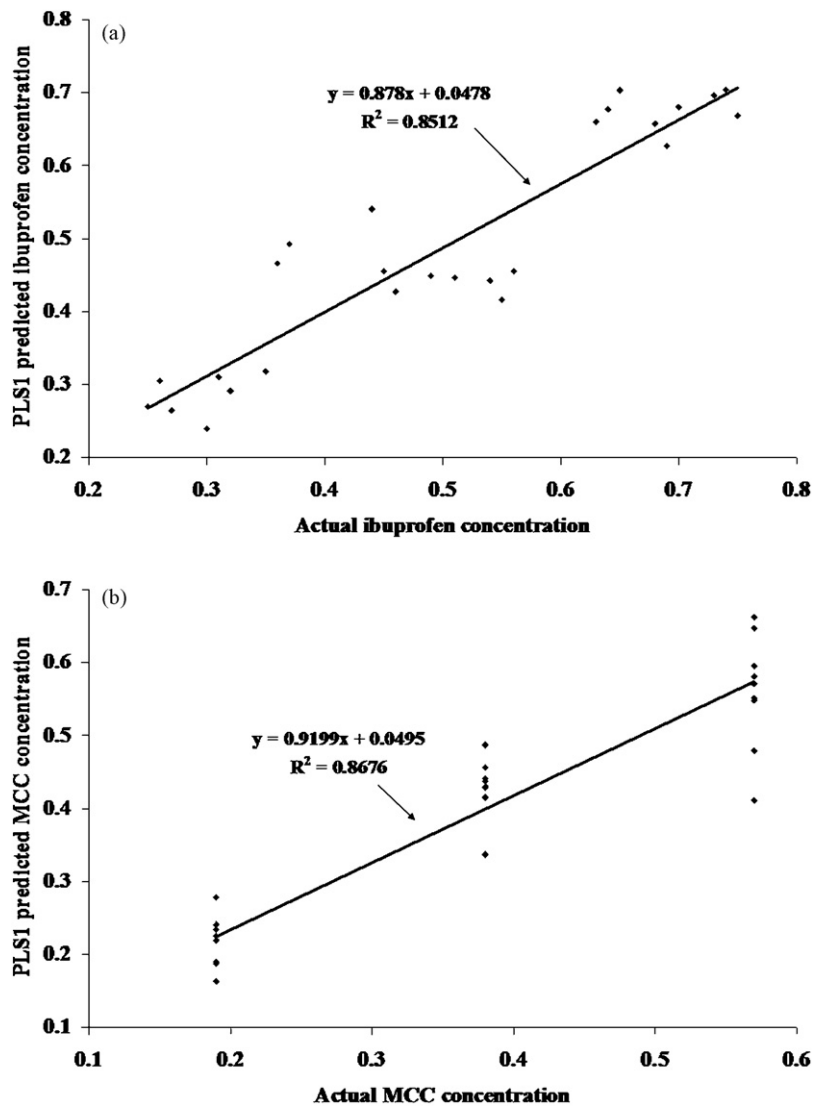 (a)
0.8
0.7
0.6
0.5
0.4
0.3
0.2
PLS1 predicted ibuprofen concentration
y = 0.878x + 0.0478
R² = 0.8512
0.2 0.3 0.4 0.5 0.6 0.7 0.8
Actual ibuprofen concentration
(b)
0.7
0.6
0.5
0.4
0.3
0.2
0.1
PLS1 predicted MCC concentration
y = 0.9199x + 0.0495
R² = 0.8676
0.1 0.2 0.3 0.4 0.5 0.6
Actual MCC concentration